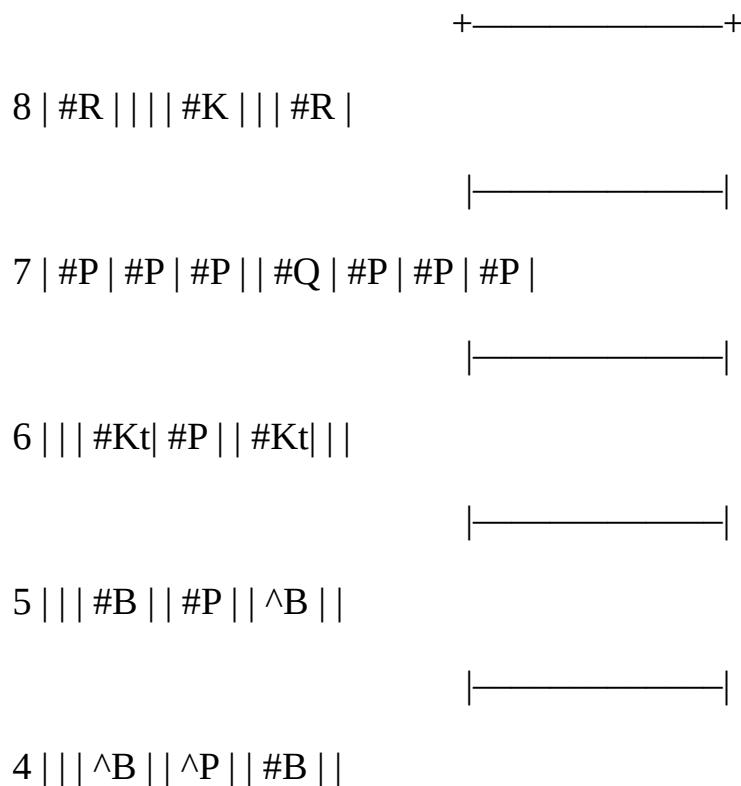 +———————+
8 | #R | | | | #K | | | #R |
|———————|
7 | #P | #P | #P | | #Q | #P | #P | #P |
|———————|
6 | | | #Kt| #P | | #Kt| | |
|———————|
5 | | | #B | | #P | | ^B | |
|———————|
4 | | | ^B | | ^P | | #B | |